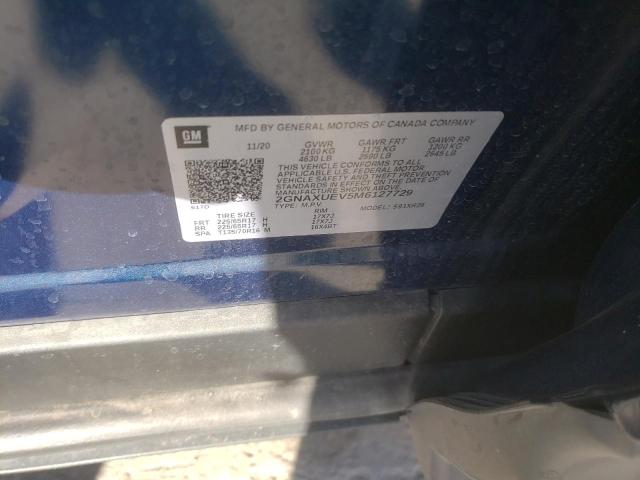 GM
MFD BY GENERAL MOTORS OF CANADA COMPANY
11/20 GVWR GAWR FRT GAWR RR
2100 KG 1175 KG 1200 KG
4630 LB 2590 LB 2645 LB
THIS VEHICLE CONFORMS TO ALL
APPLICABLE U.S. FEDERAL MOTOR
VEHICLE SAFETY AND THEFT PREVENTION
STANDARDS IN EFFECT ON THE DATE OF
MANUFACTURE SHOWN ABOVE.
2GNAXUEV5M6127729
TYPE: M.P.V. MODEL:
TIRE SIZE RIM
FRT 225/65R17 H 17X7J
RR 225/65R17 H 17X7J
SPA T135/70R16 M 16X4BT